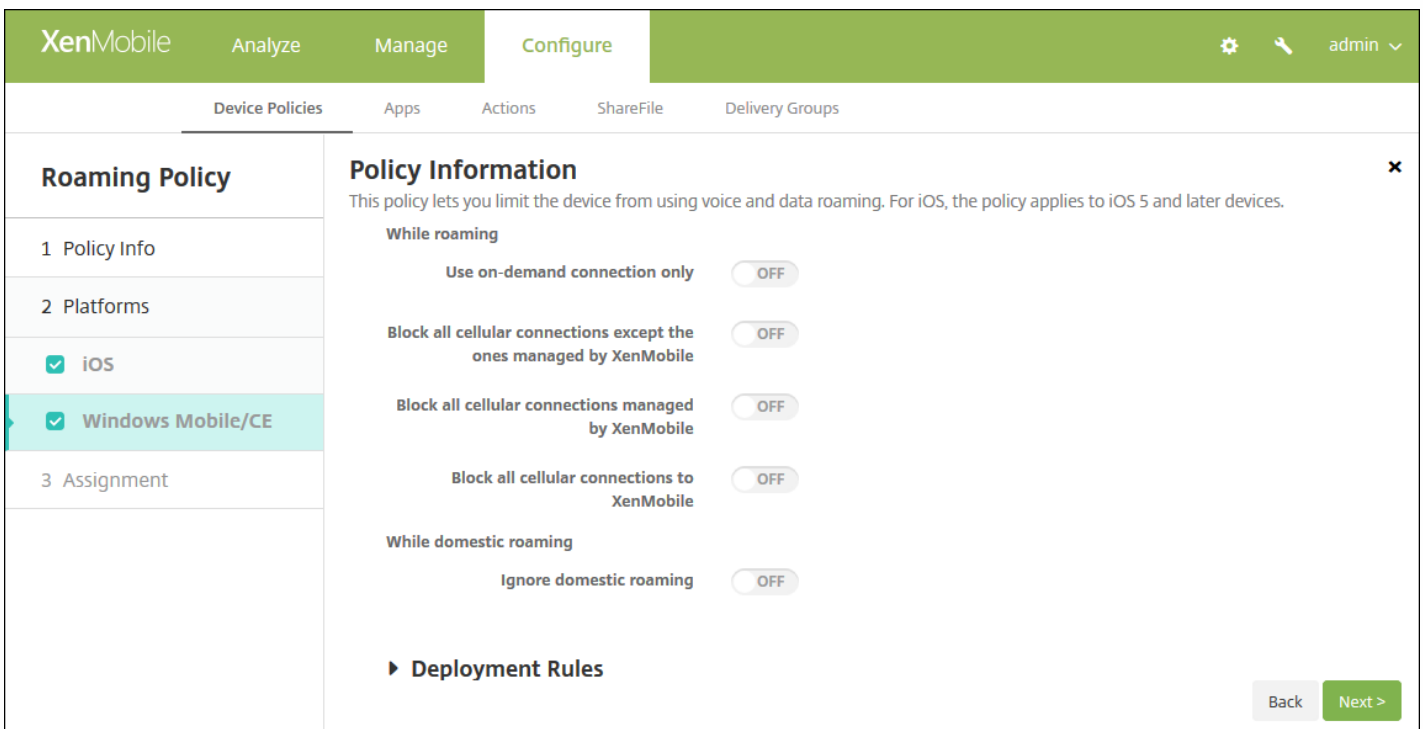 XenMobile Analyze Manage Configure admin
Device Policies Apps Actions ShareFile Delivery Groups
Roaming Policy
1 Policy Info
2 Platforms
iOS
Windows Mobile/CE
3 Assignment
Policy Information
This policy lets you limit the device from using voice and data roaming. For iOS, the policy applies to iOS 5 and later devices.
While roaming
Use on-demand connection only OFF
Block all cellular connections except the
ones managed by XenMobile OFF
Block all cellular connections managed
by XenMobile OFF
Block all cellular connections to
XenMobile OFF
While domestic roaming
Ignore domestic roaming OFF
Deployment Rules
Back Next >